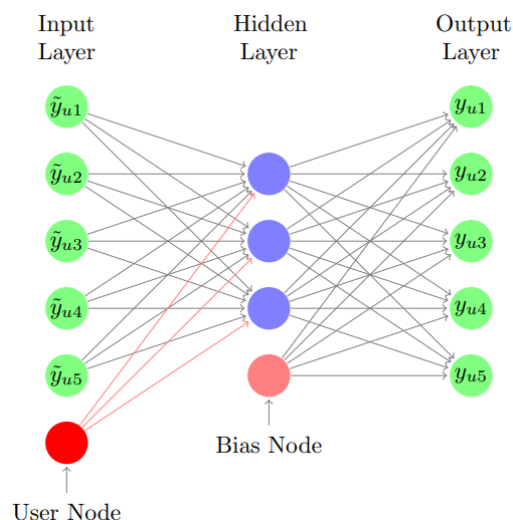 Input Layer
Hidden Layer
Output Layer
ỹu1
yu1
ỹu2
yu2
ỹu3
yu3
ỹu4
yu4
ỹu5
yu5
Bias Node
User Node